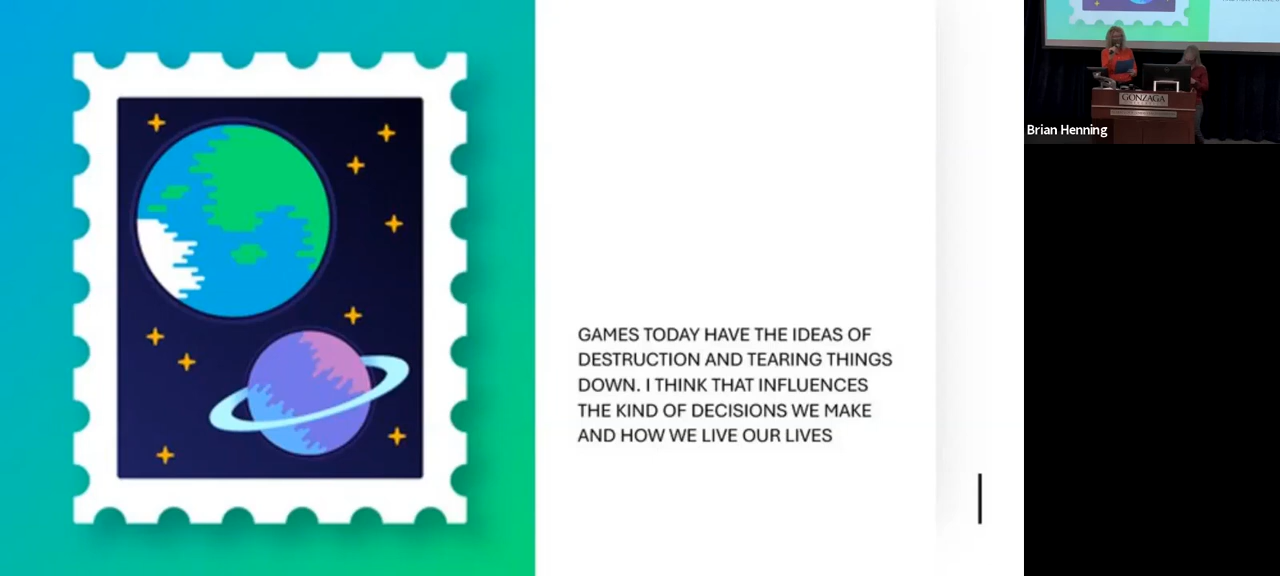 GAMES TODAY HAVE THE IDEAS OF
DESTRUCTION AND TEARING THINGS
DOWN. I THINK THAT INFLUENCES
THE KIND OF DECISIONS WE MAKE
AND HOW WE LIVE OUR LIVES
GONZAGA
Brian Henning